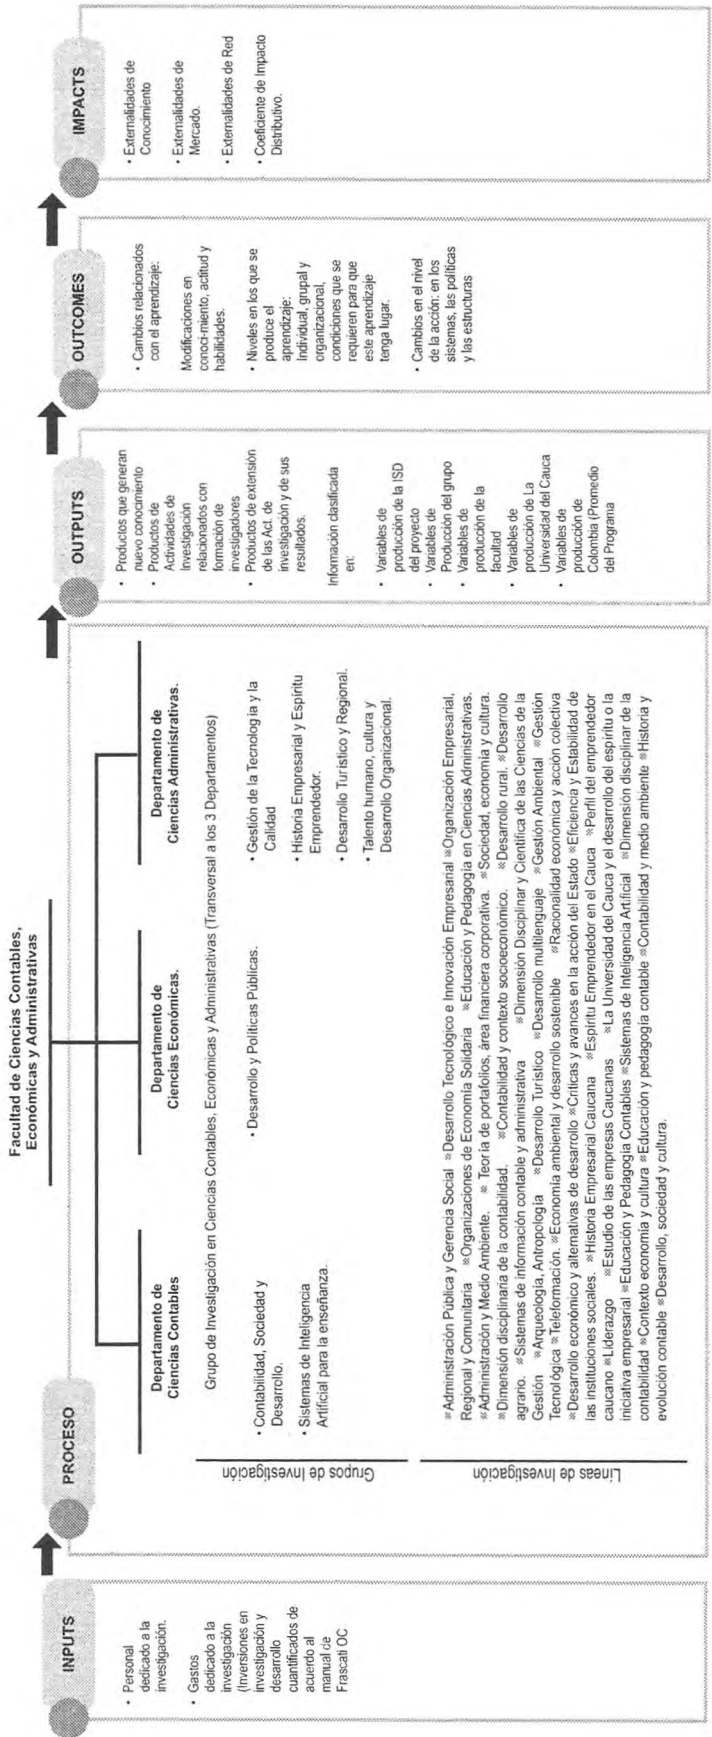 INPUTS
• Personal
dedicado a la
investigación.
• Gastos
dedicado a la
investigación
(Inversiones en
investigación y
desarrollo
cuantificados de
acuerdo al
manual de
Frascati OC
PROCESO
Facultad de Ciencias Contables,
Económicas y Administrativas
Departamento de
Ciencias Contables
Departamento de
Ciencias Económicas.
Departamento de
Ciencias Administrativas.
Grupos de Investigación
Grupo de Investigación en Ciencias Contables, Económicas y Administrativas (Transversal a los 3 Departamentos)
• Contabilidad, Sociedad y
Desarrollo.
• Sistemas de Inteligencia
Artificial para la enseñanza.
• Desarrollo y Políticas Públicas.
• Gestión de la Tecnología y la
Calidad
• Historia Empresarial y Espíritu
Emprendedor.
• Desarrollo Turístico y Regional.
• Talento humano, cultura y
Desarrollo Organizacional.
Líneas de Investigación
※Administración Pública y Gerencia Social ※Desarrollo Tecnológico e Innovación Empresarial ※Organización Empresarial,
Regional y Comunitaria ※Organizaciones de Economía Solidaria ※Educación y Pedagogía en Ciencias Administrativas.
※Administración y Medio Ambiente. ※ Teoría de portafolios, área financiera corporativa. ※Sociedad, economía y cultura.
※Dimensión disciplinaria de la contabilidad. ※Contabilidad y contexto socioeconómico. ※Desarrollo rural. ※Desarrollo
agrario. ※Sistemas de información contable y administrativa ※Dimensión Disciplinar y Científica de las Ciencias de la
Gestión ※Arqueología, Antropología ※Desarrollo Turístico ※Desarrollo multilenguaje ※Gestión Ambiental ※Gestión
Tecnológica ※Teleformación. ※Economía ambiental y desarrollo sostenible ※Racionalidad económica y acción colectiva
※Desarrollo económico y alternativas de desarrollo ※Críticas y avances en la acción del Estado ※Eficiencia y Estabilidad de
las Instituciones sociales. ※Historia Empresarial Caucana ※Espíritu Emprendedor en el Cauca ※Perfil del emprendedor
caucano ※Liderazgo ※Estudio de las empresas Caucanas ※La Universidad del Cauca y el desarrollo del espíritu o la
iniciativa empresarial ※Educación y Pedagogía Contables ※Sistemas de Inteligencia Artificial ※Dimensión disciplinar de la
contabilidad ※Contexto economía y cultura ※Educación y pedagogía contable ※Contabilidad y medio ambiente ※Historia y
evolución contable ※Desarrollo, sociedad y cultura.
OUTPUTS
• Productos que generan
nuevo conocimiento
• Productos de
Actividades de
Investigación
relacionados con
formación de
investigadores
• Productos de extensión
de las Act. de
investigación y de sus
resultados.
Información clasificada
en:
• Variables de
producción de la ISD
del proyecto
• Variables de
Producción del grupo
• Variables de
producción de la
facultad
• Variables de
producción de La
Universidad del Cauca
• Variables de
producción de
Colombia (Promedio
del Programa
OUTCOMES
• Cambios relacionados
con el aprendizaje:
Modificaciones en
conoci-miento, actitud y
habilidades.
• Niveles en los que se
produce el
aprendizaje:
Individual, grupal y
organizacional,
condiciones que se
requieren para que
este aprendizaje
tenga lugar.
• Cambios en el nivel
de la acción: en los
sistemas, las políticas
y las estructuras
IMPACTS
• Externalidades de
Conocimiento
• Externalidades de
Mercado.
• Externalidades de Red
• Coeficiente de Impacto
Distributivo.